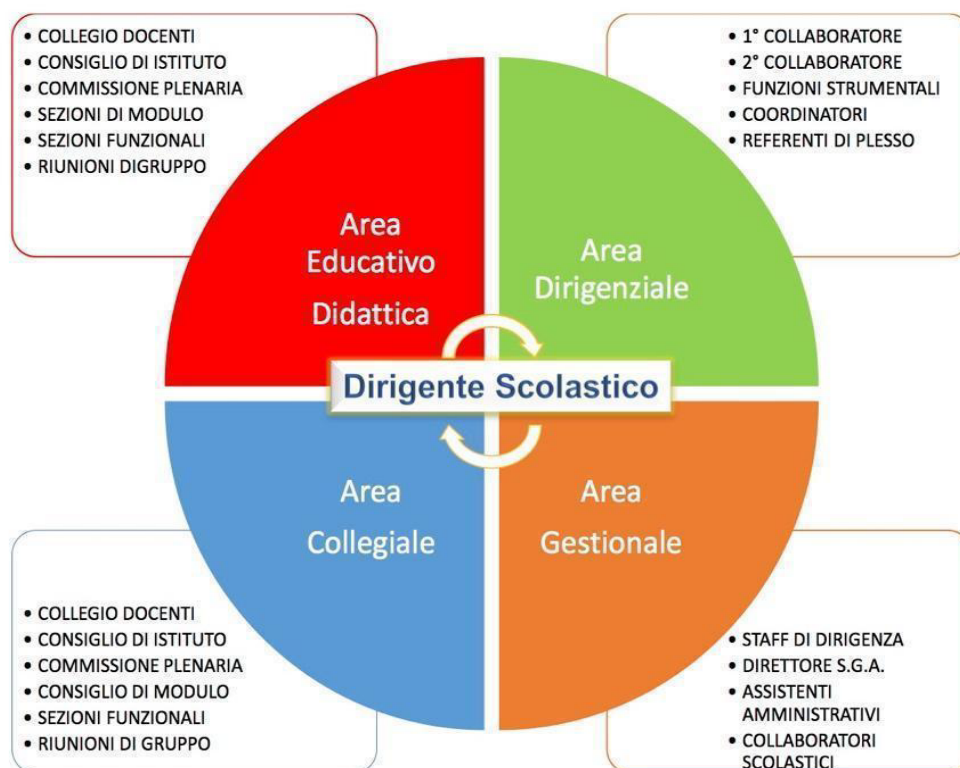 • COLLEGIO DOCENTI
• CONSIGLIO DI ISTITUTO
• COMMISSIONE PLENARIA
• SEZIONI DI MODULO
• SEZIONI FUNZIONALI
• RIUNIONI DIGRUPPO
• 1° COLLABORATORE
• 2° COLLABORATORE
• FUNZIONI STRUMENTALI
• COORDINATORI
• REFERENTI DI PLESSO
Area
Educativo
Didattica
Area
Dirigenziale
Dirigente Scolastico
Area
Collegiale
Area
Gestionale
• COLLEGIO DOCENTI
• CONSIGLIO DI ISTITUTO
• COMMISSIONE PLENARIA
• CONSIGLIO DI MODULO
• SEZIONI FUNZIONALI
• RIUNIONI DI GRUPPO
• STAFF DI DIRIGENZA
• DIRETTORE S.G.A.
• ASSISTENTI
AMMINISTRATIVI
• COLLABORATORI
SCOLASTICI